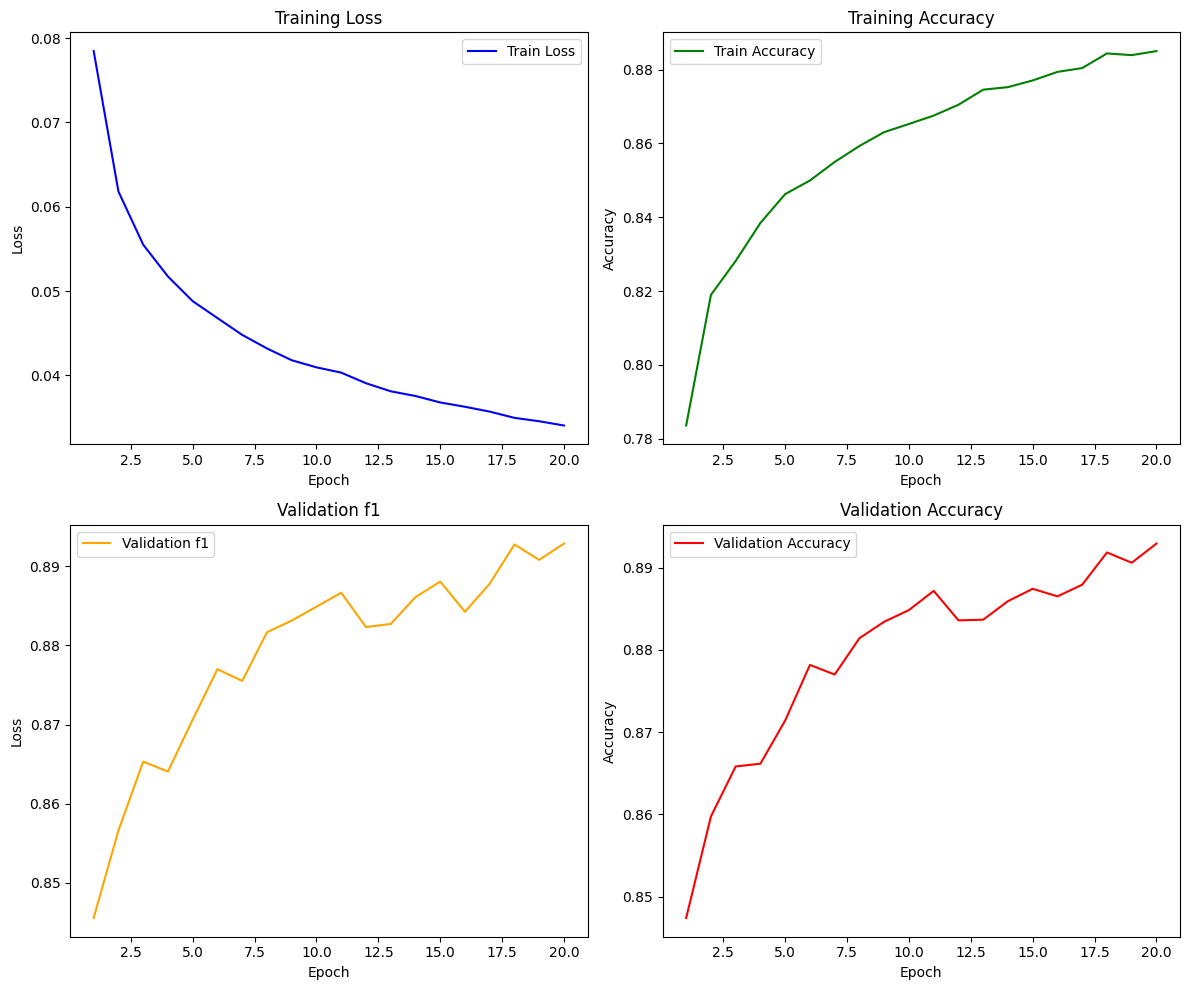 Training Loss
Train Loss
0.08
0.07
0.06
0.05
0.04
Loss
2.5 5.0 7.5 10.0 12.5 15.0 17.5 20.0
Epoch
Training Accuracy
Train Accuracy
0.88
0.86
0.84
0.82
0.80
0.78
Accuracy
2.5 5.0 7.5 10.0 12.5 15.0 17.5 20.0
Epoch
Validation f1
Validation f1
0.89
0.88
0.87
0.86
0.85
Loss
2.5 5.0 7.5 10.0 12.5 15.0 17.5 20.0
Epoch
Validation Accuracy
Validation Accuracy
0.89
0.88
0.87
0.86
0.85
Accuracy
2.5 5.0 7.5 10.0 12.5 15.0 17.5 20.0
Epoch